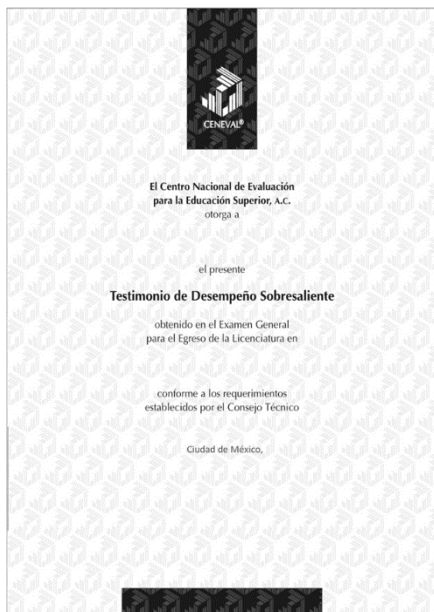 CENEVAL®
El Centro Nacional de Evaluación
para la Educación Superior, A.C.
otorga a
el presente
Testimonio de Desempeño Sobresaliente
obtenido en el Examen General
para el Egreso de la Licenciatura en
conforme a los requerimientos
establecidos por el Consejo Técnico
Ciudad de México,